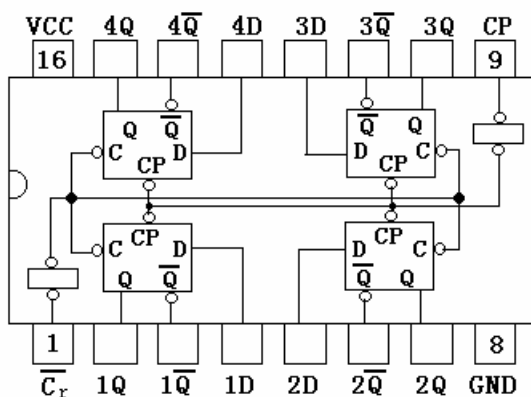 VCC 4Q 4Q̅ 4D 3D 3Q̅ 3Q CP
16 9
Q Q̅ Q̅ Q
C D D C
CP CP
CP CP
C D D C
Q Q̅ Q̅ Q
1 8
C̅r̅ 1Q 1Q̅ 1D 2D 2Q̅ 2Q GND